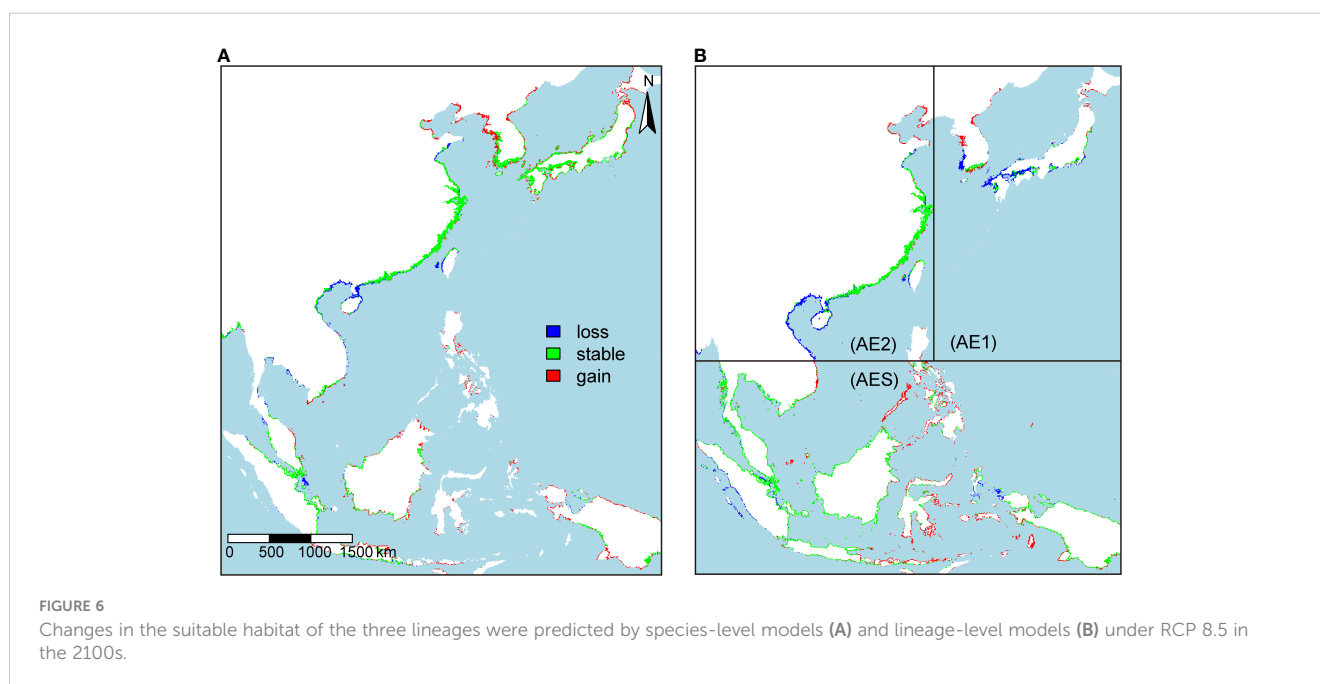 A
B
N
loss
stable
gain
0 500 1000 1500 km
(AE2)
(AE1)
(AES)
FIGURE 6
Changes in the suitable habitat of the three lineages were predicted by species-level models (A) and lineage-level models (B) under RCP 8.5 in
the 2100s.